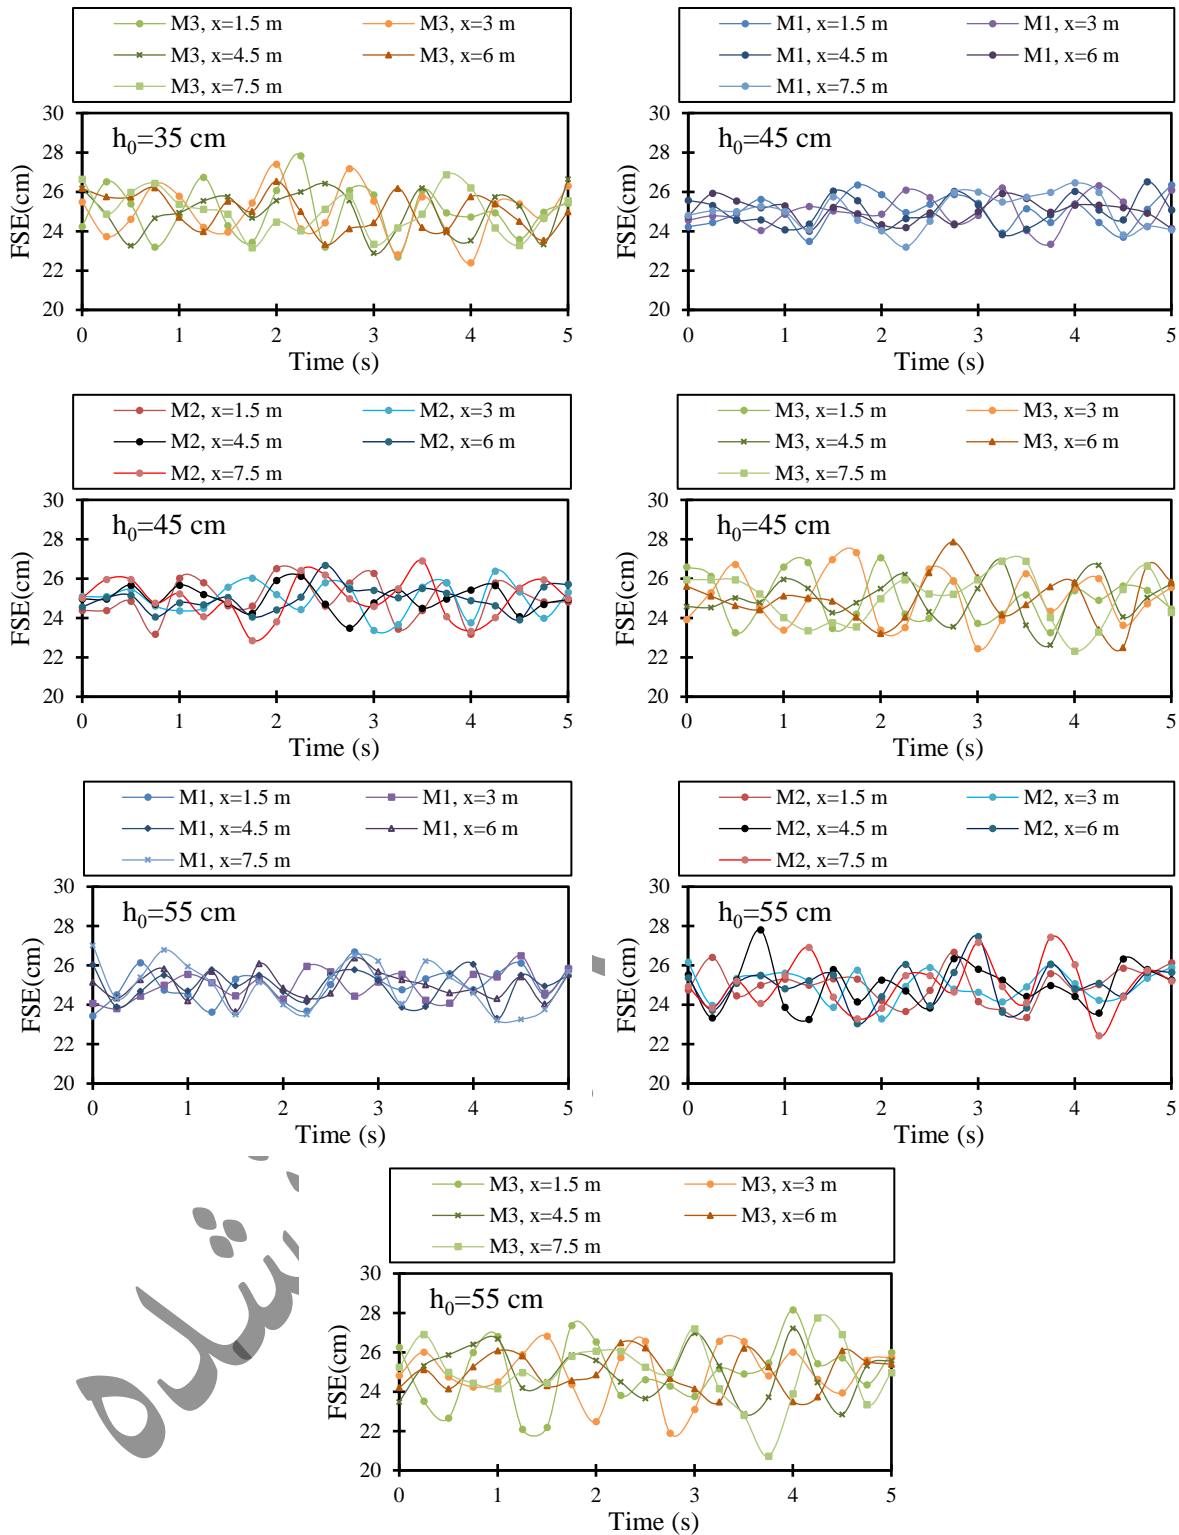 M3, x=1.5 m M3, x=3 m
M3, x=4.5 m M3, x=6 m
M3, x=7.5 m
30
28
26
24
22
20
FSE(cm)
h₀=35 cm
0 1 2 3 4 5
Time (s)
M1, x=1.5 m M1, x=3 m
M1, x=4.5 m M1, x=6 m
M1, x=7.5 m
30
28
26
24
22
20
FSE(cm)
h₀=45 cm
0 1 2 3 4 5
Time (s)
M2, x=1.5 m M2, x=3 m
M2, x=4.5 m M2, x=6 m
M2, x=7.5 m
30
28
26
24
22
20
FSE(cm)
h₀=45 cm
0 1 2 3 4 5
Time (s)
M3, x=1.5 m M3, x=3 m
M3, x=4.5 m M3, x=6 m
M3, x=7.5 m
30
28
26
24
22
20
FSE(cm)
h₀=45 cm
0 1 2 3 4 5
Time (s)
M1, x=1.5 m M1, x=3 m
M1, x=4.5 m M1, x=6 m
M1, x=7.5 m
30
28
26
24
22
20
FSE(cm)
h₀=55 cm
0 1 2 3 4 5
Time (s)
M2, x=1.5 m M2, x=3 m
M2, x=4.5 m M2, x=6 m
M2, x=7.5 m
30
28
26
24
22
20
FSE(cm)
h₀=55 cm
0 1 2 3 4 5
Time (s)
M3, x=1.5 m M3, x=3 m
M3, x=4.5 m M3, x=6 m
M3, x=7.5 m
30
28
26
24
22
20
FSE(cm)
h₀=55 cm
0 1 2 3 4 5
Time (s)